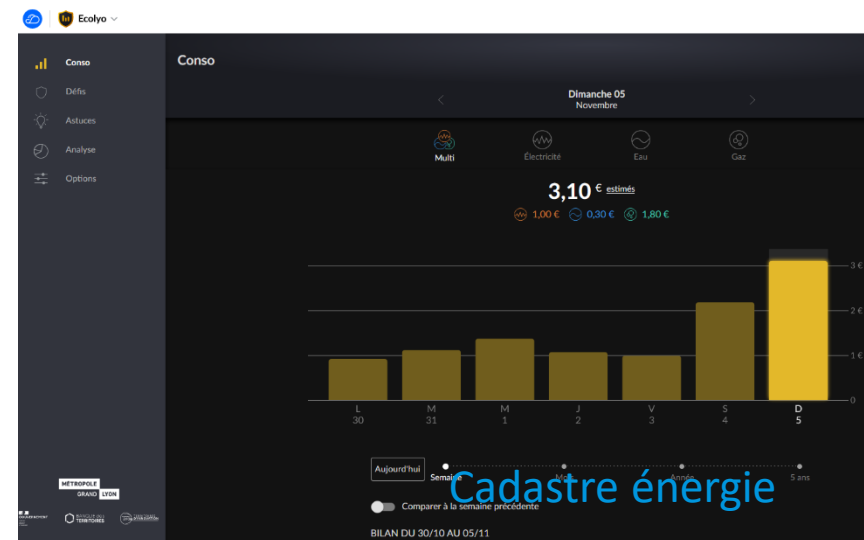 Ecolyo
Conso
Défis
Astuces
Analyse
Options
Conso
Dimanche 05
Novembre
Multi
Électricité
Eau
Gaz
3,10 € estimés
1,00 € 0,30 € 1,80 €
3 €
2 €
1 €
0
L M M J V S D
30 31 1 2 3 4 5
Aujourd'hui
Semaine Mois Année 5 ans
Cadastre énergie
Comparer à la semaine précédente
BILAN DU 30/10 AU 05/11
MÉTROPOLE
GRAND LYON
BANQUE DES
TERRITOIRES